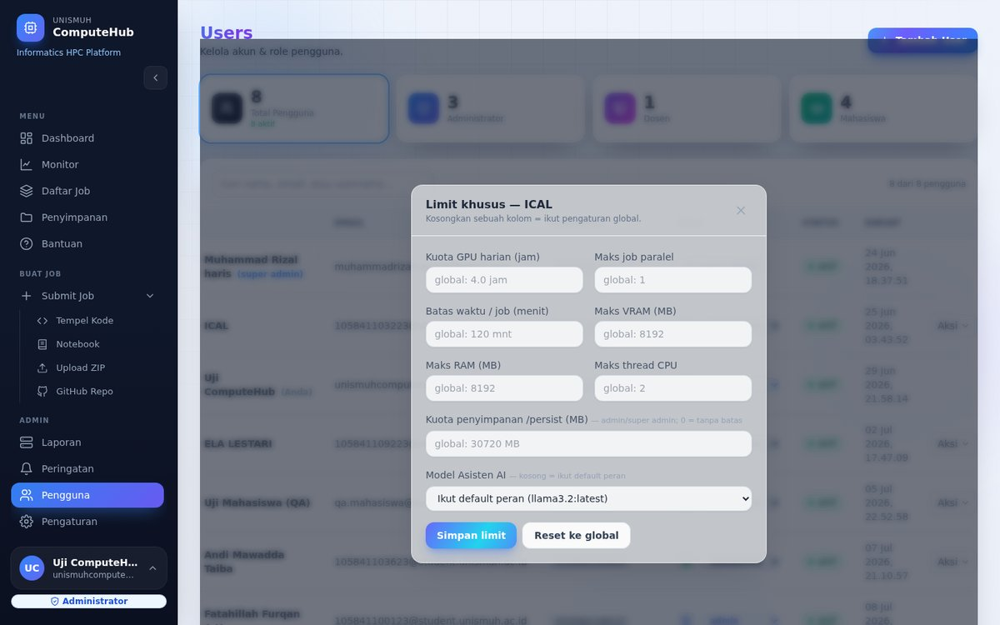 UNISMUH
ComputeHub
Informatics HPC Platform
MENU
Dashboard
Monitor
Daftar Job
Penyimpanan
Bantuan
BUAT JOB
Submit Job
Tempel Kode
Notebook
Upload ZIP
GitHub Repo
ADMIN
Laporan
Peringatan
Pengguna
Pengaturan
UC
Uji ComputeH...
unismuhcompute...
Administrator
Users
Tambah User
Kelola akun & role pengguna.
8
Total Pengguna
8 aktif
3
Administrator
1
Dosen
4
Mahasiswa
8 dari 8 pengguna
Limit khusus — ICAL
Kosongkan sebuah kolom = ikut pengaturan global.
Kuota GPU harian (jam)
Maks job paralel
global: 4.0 jam
global: 1
Batas waktu / job (menit)
Maks VRAM (MB)
global: 120 mnt
global: 8192
Maks RAM (MB)
Maks thread CPU
global: 8192
global: 2
Kuota penyimpanan /persist (MB) — admin/super admin; 0 = tanpa batas
global: 30720 MB
Model Asisten AI — kosong = ikut default peran
Ikut default peran (llama3.2:latest)
Simpan limit
Reset ke global
Muhammad Rizal
haris (super admin)
muhammadriza
24 Jun
2026,
18.37.51
ICAL
105841103223
25 Jun
2026,
03.43.52
Aksi
Uji
ComputeHub (Anda)
unismuhcompu
29 Jun
2026,
21.58.14
ELA LESTARI
105841109223
02 Jul
2026,
17.47.09
Aksi
Uji Mahasiswa (QA)
qa.mahasiswa@
05 Jul
2026,
22.52.58
Aksi
Andi Mawadda
Taiba
105841103623@student.unismuh.ac.id
07 Jul
2026,
21.10.57
Aksi
Fatahillah Furqan
105841100123@student.unismuh.ac.id
admin
08 Jul
2026,